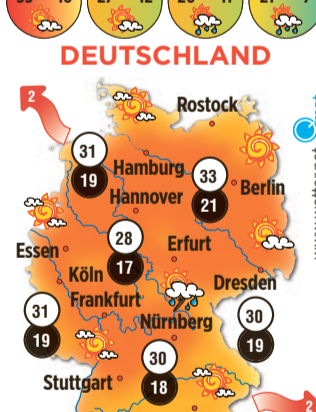 DEUTSCHLAND
2
Rostock
31
19
Hamburg
33
21
Berlin
Hannover
28
17
Erfurt
Essen
Köln
Dresden
Frankfurt
31
19
Nürnberg
30
19
30
18
Stuttgart
2